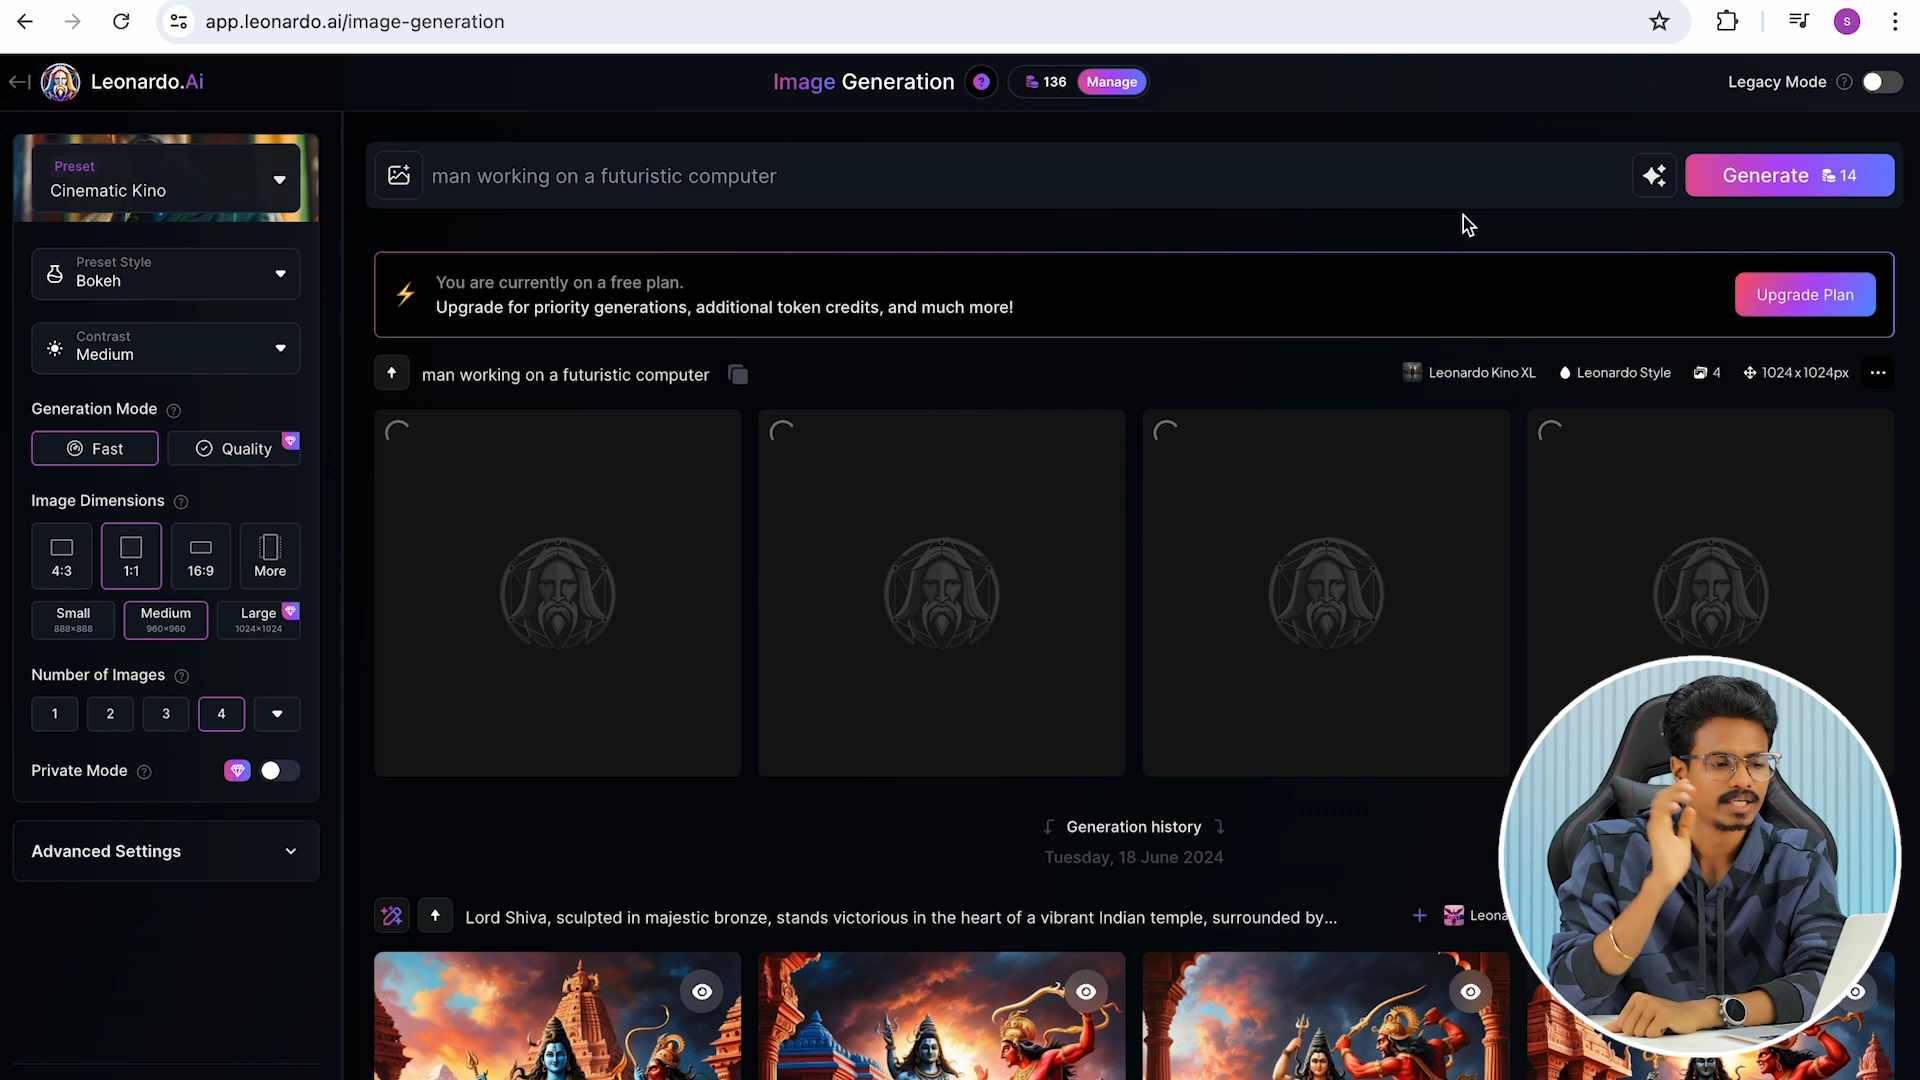 app.leonardo.ai/image-generation
S
Leonardo.Ai
Image Generation
?
136
Manage
Legacy Mode ?
Preset
Cinematic Kino
man working on a futuristic computer
Generate 14
Preset Style
Bokeh
You are currently on a free plan.
Upgrade for priority generations, additional token credits, and much more!
Upgrade Plan
Contrast
Medium
man working on a futuristic computer
Leonardo Kino XL
Leonardo Style
4
1024x1024px
Generation Mode ?
Fast
Quality
Image Dimensions ?
4:3
1:1
16:9
More
Small
888×888
Medium
960×960
Large
1024×1024
Number of Images ?
1
2
3
4
Private Mode ?
Generation history
Tuesday, 18 June 2024
Advanced Settings
Lord Shiva, sculpted in majestic bronze, stands victorious in the heart of a vibrant Indian temple, surrounded by...
Leona